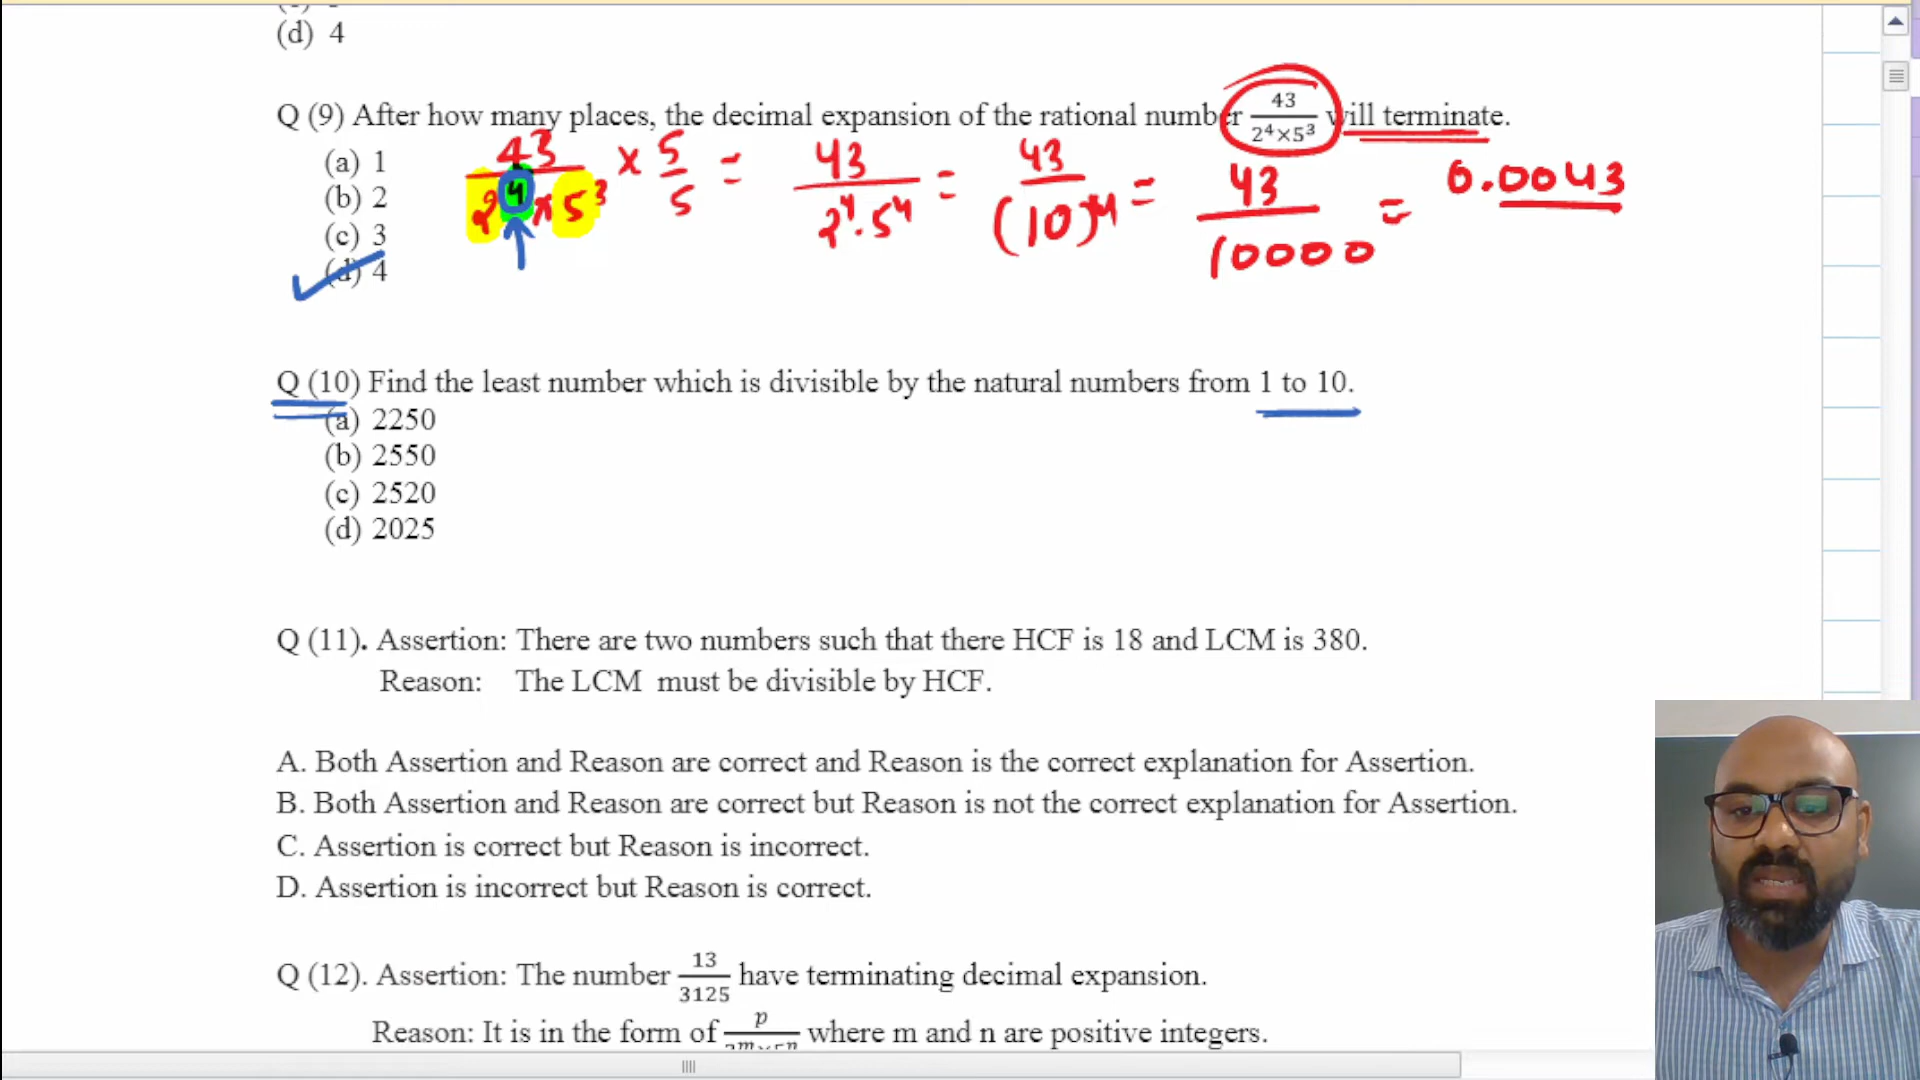 (d) 4
Q (9) After how many places, the decimal expansion of the rational number 43/2⁴×5³ will terminate.
(a) 1
(b) 2
(c) 3
(d) 4
43/2⁴×5³ × 5/5 = 43/2⁴·5⁴ = 43/(10)⁴ = 43/10000 = 0.0043
Q (10) Find the least number which is divisible by the natural numbers from 1 to 10.
(a) 2250
(b) 2550
(c) 2520
(d) 2025
Q (11). Assertion: There are two numbers such that there HCF is 18 and LCM is 380.
Reason: The LCM must be divisible by HCF.
A. Both Assertion and Reason are correct and Reason is the correct explanation for Assertion.
B. Both Assertion and Reason are correct but Reason is not the correct explanation for Assertion.
C. Assertion is correct but Reason is incorrect.
D. Assertion is incorrect but Reason is correct.
Q (12). Assertion: The number 13/3125 have terminating decimal expansion.
Reason: It is in the form of p/2ᵐ×5ⁿ where m and n are positive integers.